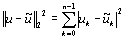 ‖u − ũ‖₂² = ∑_{k=0}^{n−1} |u_k − ũ_k|²